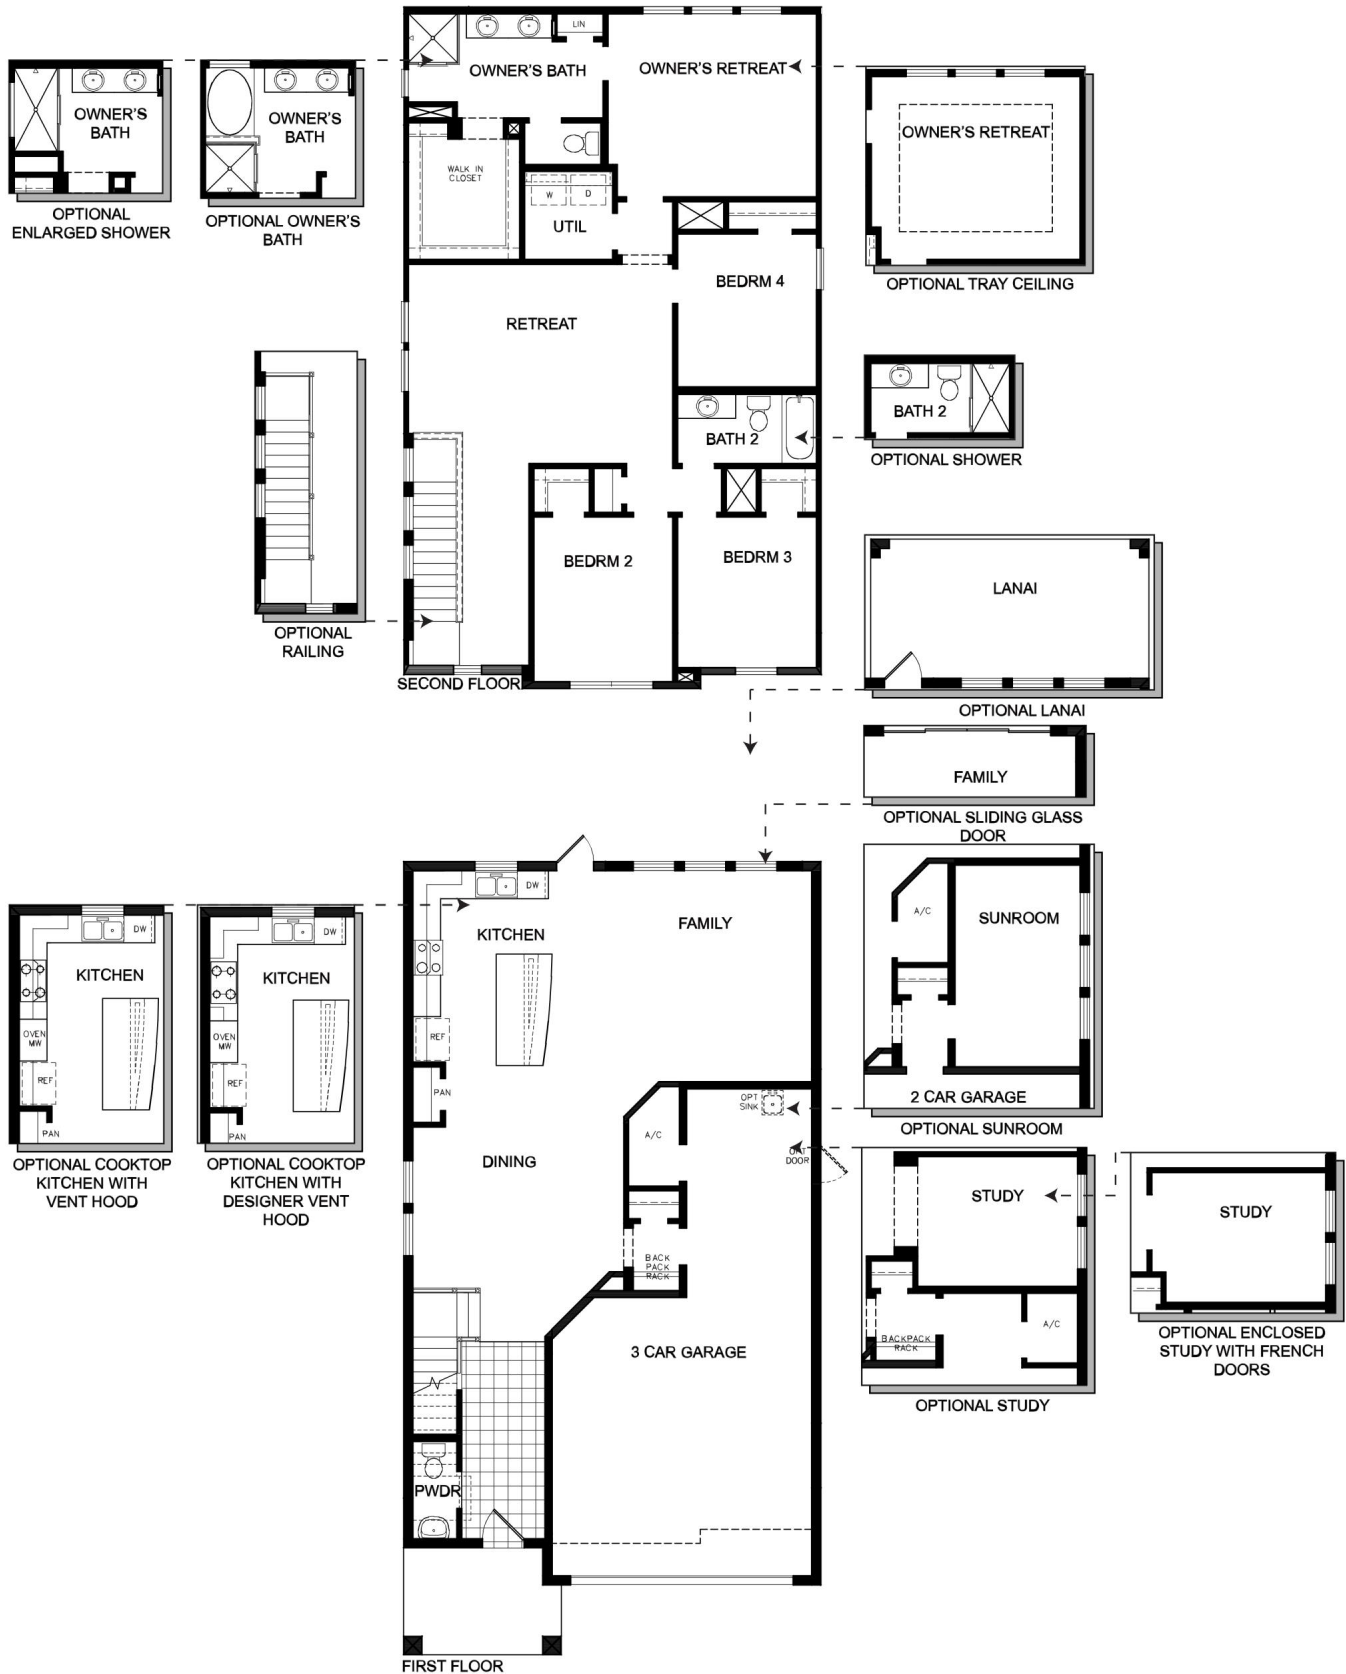 OWNER'S
BATH
OPTIONAL
ENLARGED SHOWER
OWNER'S
BATH
OPTIONAL OWNER'S
BATH
LIN
OWNER'S BATH
OWNER'S RETREAT
WALK IN
CLOSET
W
D
UTIL
BEDRM 4
RETREAT
BATH 2
BEDRM 2
BEDRM 3
SECOND FLOOR
OWNER'S RETREAT
OPTIONAL TRAY CEILING
BATH 2
OPTIONAL SHOWER
OPTIONAL
RAILING
LANAI
OPTIONAL LANAI
FAMILY
OPTIONAL SLIDING GLASS
DOOR
DW
KITCHEN
OVEN
MW
REF
PAN
OPTIONAL COOKTOP
KITCHEN WITH
VENT HOOD
DW
KITCHEN
OVEN
MW
REF
PAN
OPTIONAL COOKTOP
KITCHEN WITH
DESIGNER VENT
HOOD
DW
KITCHEN
FAMILY
REF
PAN
OPT
SINK
A/C
OPT
DOOR
DINING
BACK
PACK
RACK
3 CAR GARAGE
PWDR
FIRST FLOOR
A/C
SUNROOM
2 CAR GARAGE
OPTIONAL SUNROOM
STUDY
BACKPACK
RACK
A/C
OPTIONAL STUDY
STUDY
OPTIONAL ENCLOSED
STUDY WITH FRENCH
DOORS